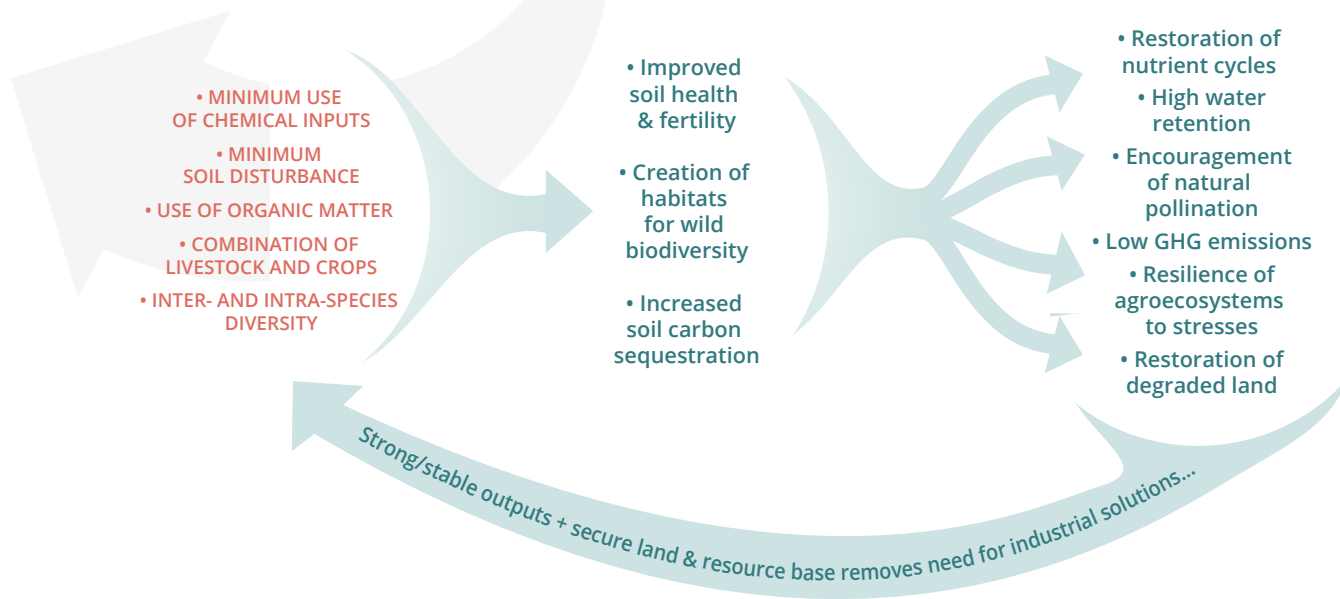 • MINIMUM USE
OF CHEMICAL INPUTS
• MINIMUM
SOIL DISTURBANCE
• USE OF ORGANIC MATTER
• COMBINATION OF
LIVESTOCK AND CROPS
• INTER- AND INTRA-SPECIES
DIVERSITY
• Improved
soil health
& fertility
• Creation of
habitats
for wild
biodiversity
• Increased
soil carbon
sequestration
• Restoration of
nutrient cycles
• High water
retention
• Encouragement
of natural
pollination
• Low GHG emissions
• Resilience of
agroecosystems
to stresses
• Restoration of
degraded land
Strong/stable outputs + secure land & resource base removes need for industrial solutions...